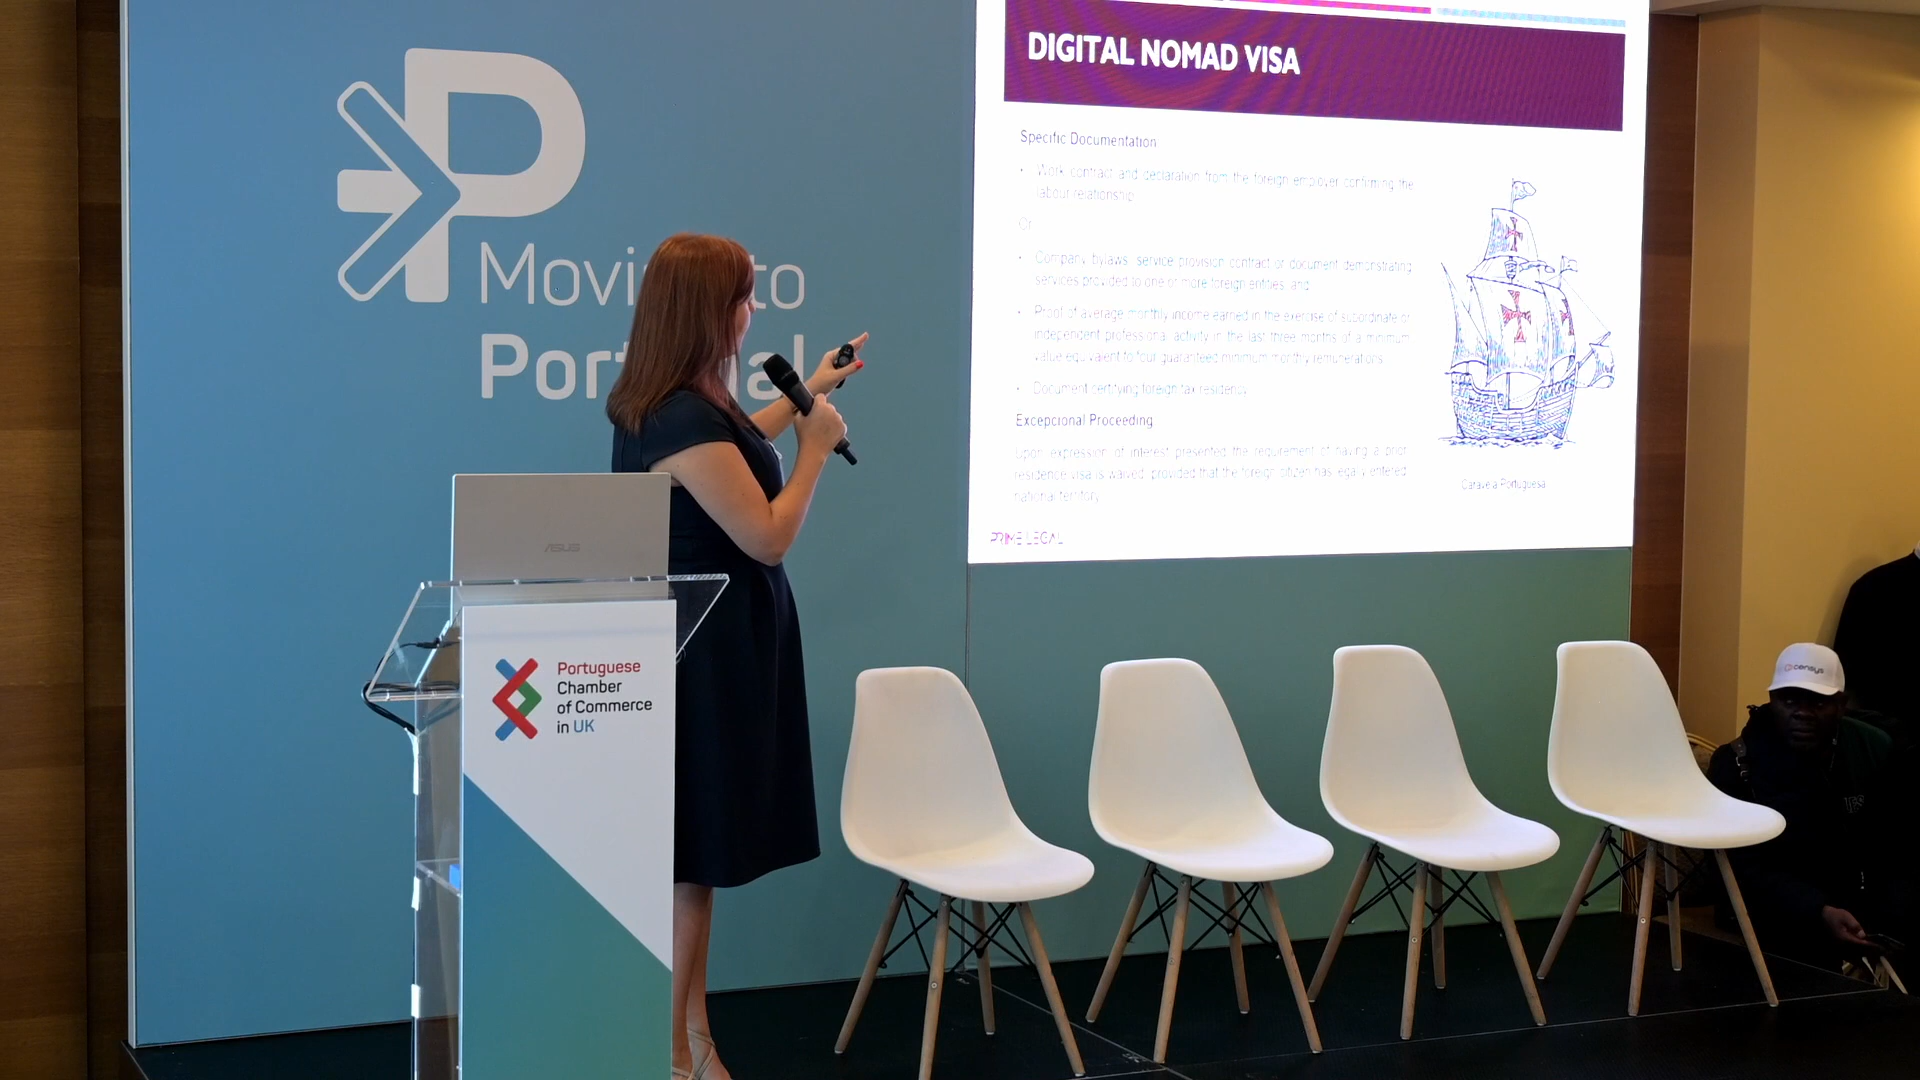 Moving to
Portugal
DIGITAL NOMAD VISA
Specific Documentation
• Work contract and declaration from the foreign employer confirming the
labour relationship
Or
• Company bylaws, service provision contract or document demonstrating
services provided to one or more foreign entities; and
• Proof of average monthly income earned in the exercise of subordinate or
independent professional activity in the last three months of a minimum
value equivalent to four guaranteed minimum monthly remunerations
• Document certifying foreign tax residency
Excepcional Proceeding
Upon expression of interest presented the requirement of having a prior
residence visa is waived, provided that the foreign citizen has legally entered
national territory
Caravela Portuguesa
PRIME LEGAL
ASUS
Portuguese
Chamber
of Commerce
in UK
censys